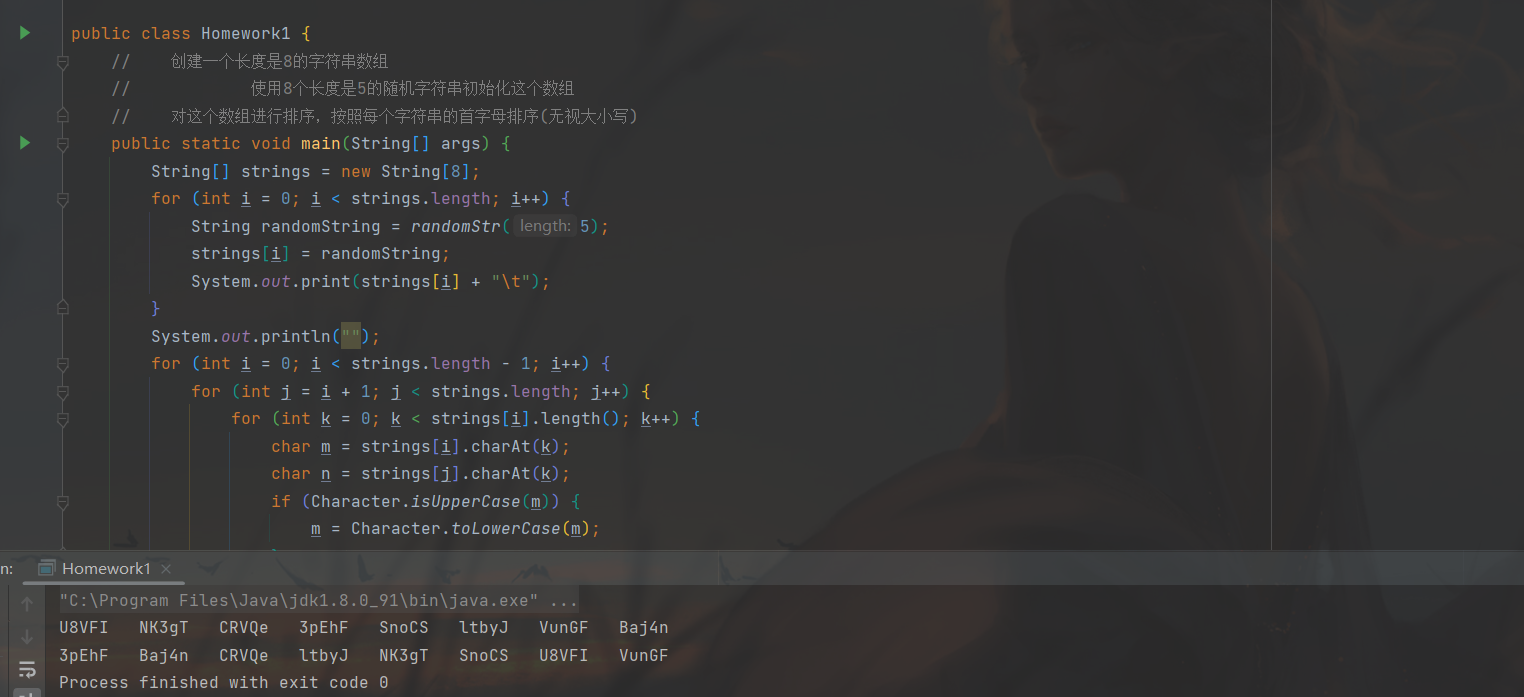 public class Homework1 {
// 创建一个长度是8的字符串数组
// 使用8个长度是5的随机字符串初始化这个数组
// 对这个数组进行排序，按照每个字符串的首字母排序(无视大小写)
public static void main(String[] args) {
String[] strings = new String[8];
for (int i = 0; i < strings.length; i++) {
String randomString = randomStr( length: 5);
strings[i] = randomString;
System.out.print(strings[i] + "\t");
}
System.out.println("");
for (int i = 0; i < strings.length - 1; i++) {
for (int j = i + 1; j < strings.length; j++) {
for (int k = 0; k < strings[i].length(); k++) {
char m = strings[i].charAt(k);
char n = strings[j].charAt(k);
if (Character.isUpperCase(m)) {
m = Character.toLowerCase(m);
n: Homework1 ×
"C:\Program Files\Java\jdk1.8.0_91\bin\java.exe" ...
U8VFI NK3gT CRVQe 3pEhF SnoCS ltbyJ VunGF Baj4n
3pEhF Baj4n CRVQe ltbyJ NK3gT SnoCS U8VFI VunGF
Process finished with exit code 0